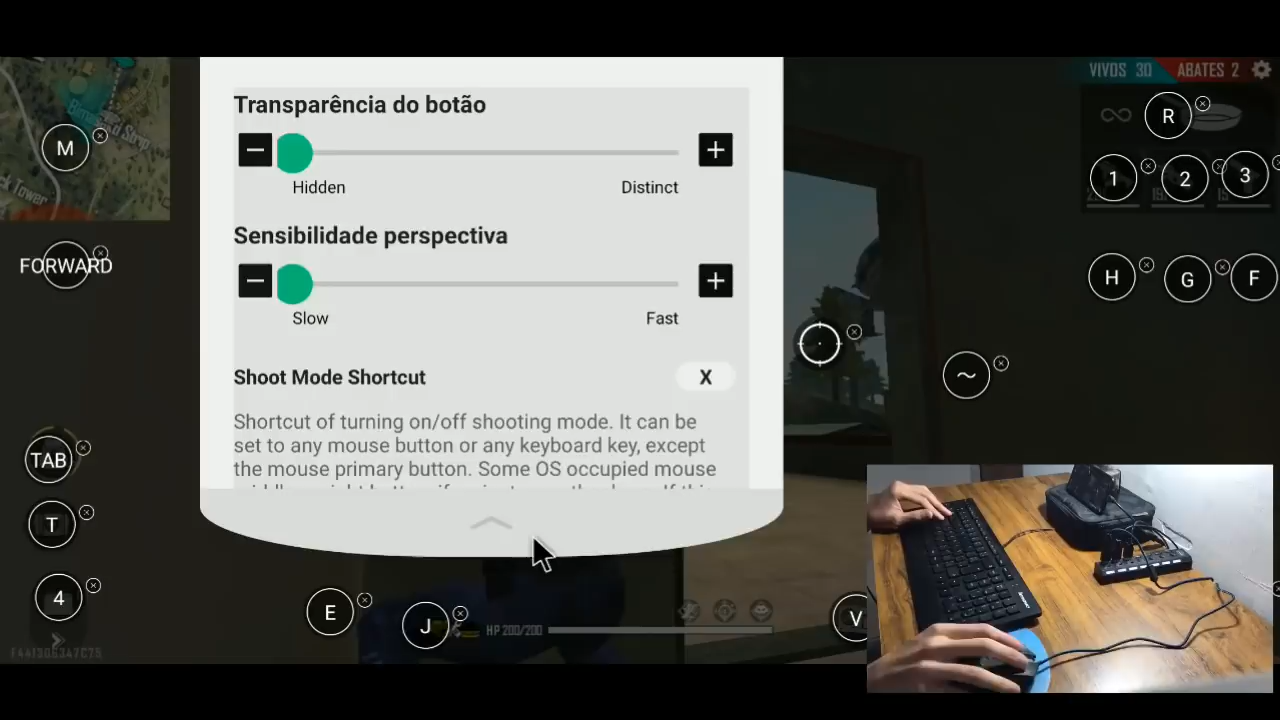 Transparência do botão
Hidden
Distinct
Sensibilidade perspectiva
Slow
Fast
Shoot Mode Shortcut
X
Shortcut of turning on/off shooting mode. It can be
set to any mouse button or any keyboard key, except
the mouse primary button. Some OS occupied mouse
M
FORWARD
TAB
T
4
E
J
HP 200/200
V
VIVOS 30
ABATES 2
R
1
2
3
H
G
F
~